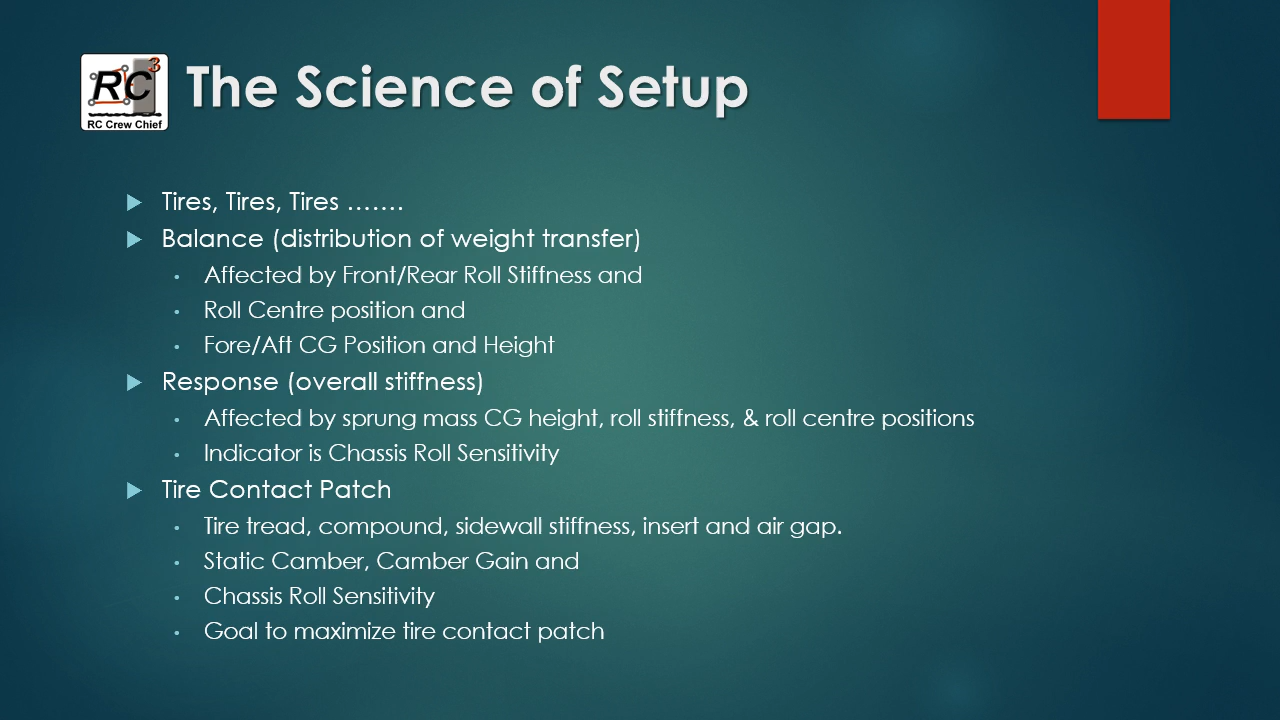 RC3
RC Crew Chief
The Science of Setup
Tires, Tires, Tires …….
Balance (distribution of weight transfer)
Affected by Front/Rear Roll Stiffness and
Roll Centre position and
Fore/Aft CG Position and Height
Response (overall stiffness)
Affected by sprung mass CG height, roll stiffness, & roll centre positions
Indicator is Chassis Roll Sensitivity
Tire Contact Patch
Tire tread, compound, sidewall stiffness, insert and air gap.
Static Camber, Camber Gain and
Chassis Roll Sensitivity
Goal to maximize tire contact patch